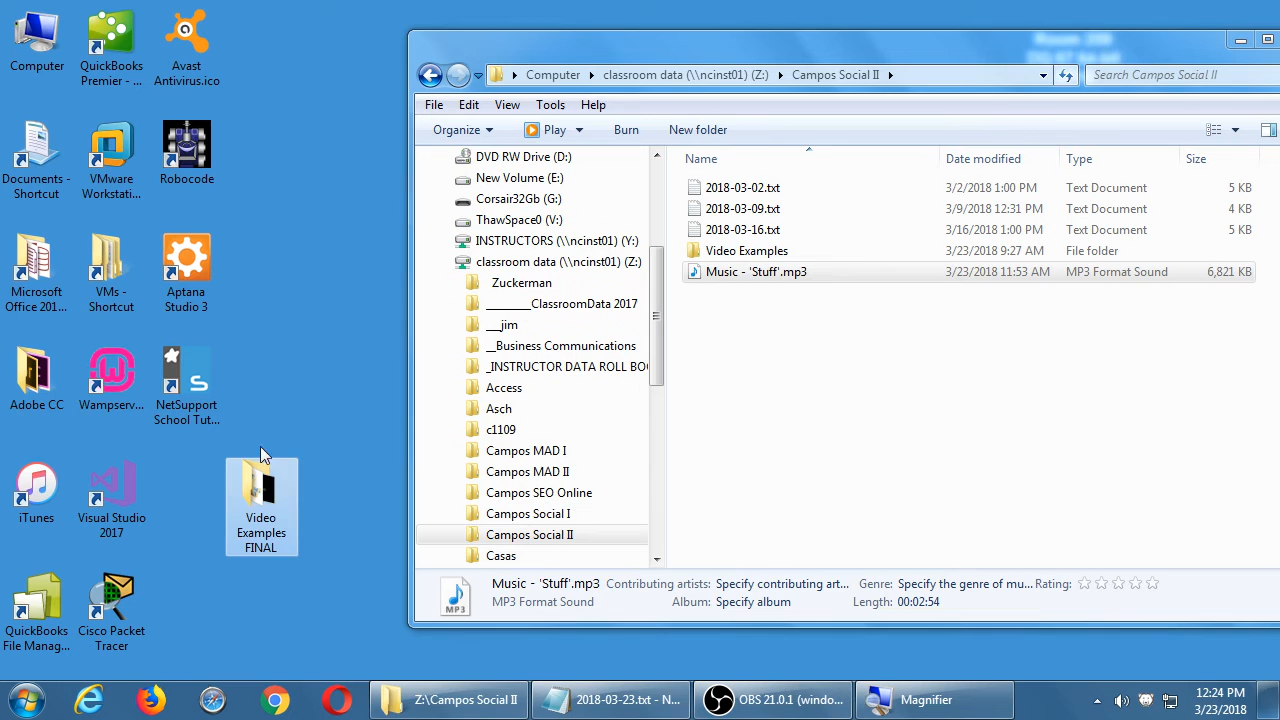 Computer
QuickBooks
Premier - ...
Avast
Antivirus.ico
Documents -
Shortcut
VMware
Workstati...
Robocode
Microsoft
Office 201...
VMs -
Shortcut
Aptana
Studio 3
Adobe CC
Wampserv...
NetSupport
School Tut...
iTunes
Visual Studio
2017
Video
Examples
FINAL
QuickBooks
File Manag...
Cisco Packet
Tracer
Computer
classroom data (\\ncinst01) (Z:)
Campos Social II
Search Campos Social II
File Edit View Tools Help
Organize Play Burn New folder
DVD RW Drive (D:)
New Volume (E:)
Corsair32Gb (G:)
ThawSpace0 (V:)
INSTRUCTORS (\\ncinst01) (Y:)
classroom data (\\ncinst01) (Z:)
Zuckerman
________ClassroomData 2017
___jim
__Business Communications
_INSTRUCTOR DATA ROLL BO
Access
Asch
c1109
Campos MAD I
Campos MAD II
Campos SEO Online
Campos Social I
Campos Social II
Casas
Name Date modified Type Size
2018-03-02.txt 3/2/2018 1:00 PM Text Document 5 KB
2018-03-09.txt 3/9/2018 12:31 PM Text Document 4 KB
2018-03-16.txt 3/16/2018 1:00 PM Text Document 5 KB
Video Examples 3/23/2018 9:27 AM File folder
Music - 'Stuff'.mp3 3/23/2018 11:53 AM MP3 Format Sound 6,821 KB
MP3
Music - 'Stuff'.mp3 Contributing artists: Specify contributing art... Genre: Specify the genre of mu... Rating:
MP3 Format Sound Album: Specify album Length: 00:02:54
Z:\Campos Social II
2018-03-23.txt - N...
OBS 21.0.1 (windo...
Magnifier
12:24 PM
3/23/2018